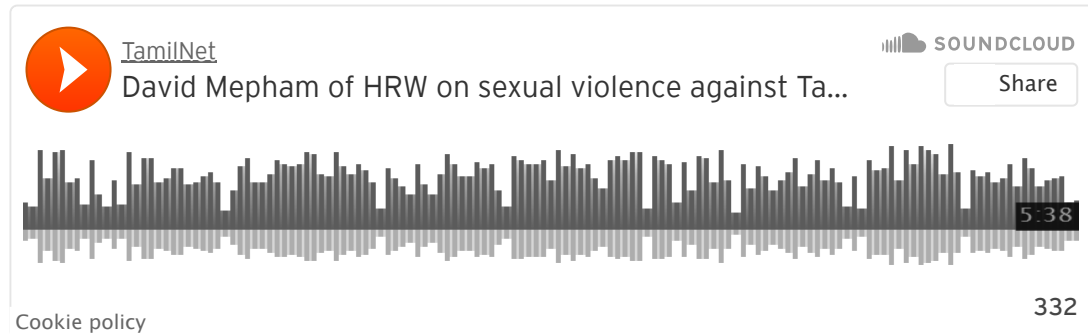 TamilNet
SOUNDCLOUD
David Mepham of HRW on sexual violence against Ta...
Share
5:38
332
Cookie policy